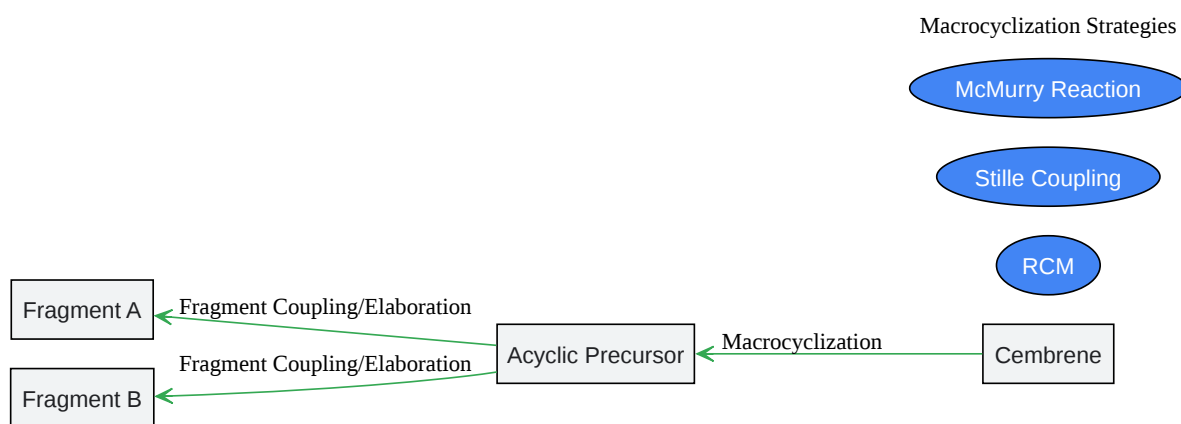 Macrocyclization Strategies
McMurry Reaction
Stille Coupling
RCM
Fragment A
Fragment Coupling/Elaboration
Acyclic Precursor
Macrocyclization
Cembrene
Fragment Coupling/Elaboration
Fragment B